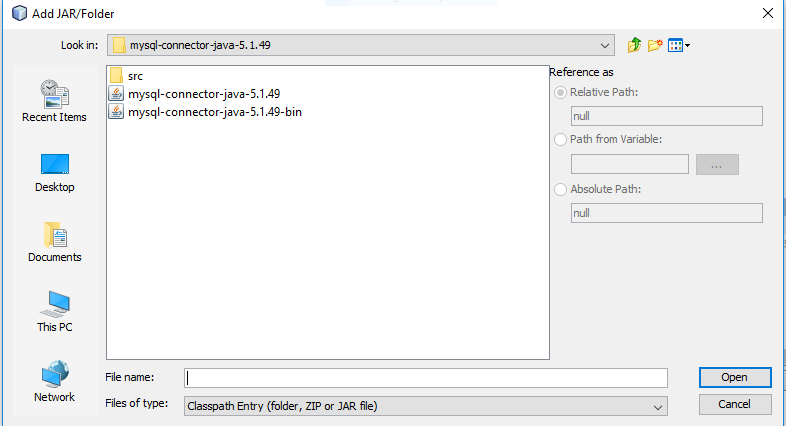 Add JAR/Folder
Look in:
mysql-connector-java-5.1.49
Recent Items
Desktop
Documents
This PC
Network
src
mysql-connector-java-5.1.49
mysql-connector-java-5.1.49-bin
Reference as
Relative Path:
null
Path from Variable:
...
Absolute Path:
null
File name:
Open
Files of type:
Classpath Entry (folder, ZIP or JAR file)
Cancel